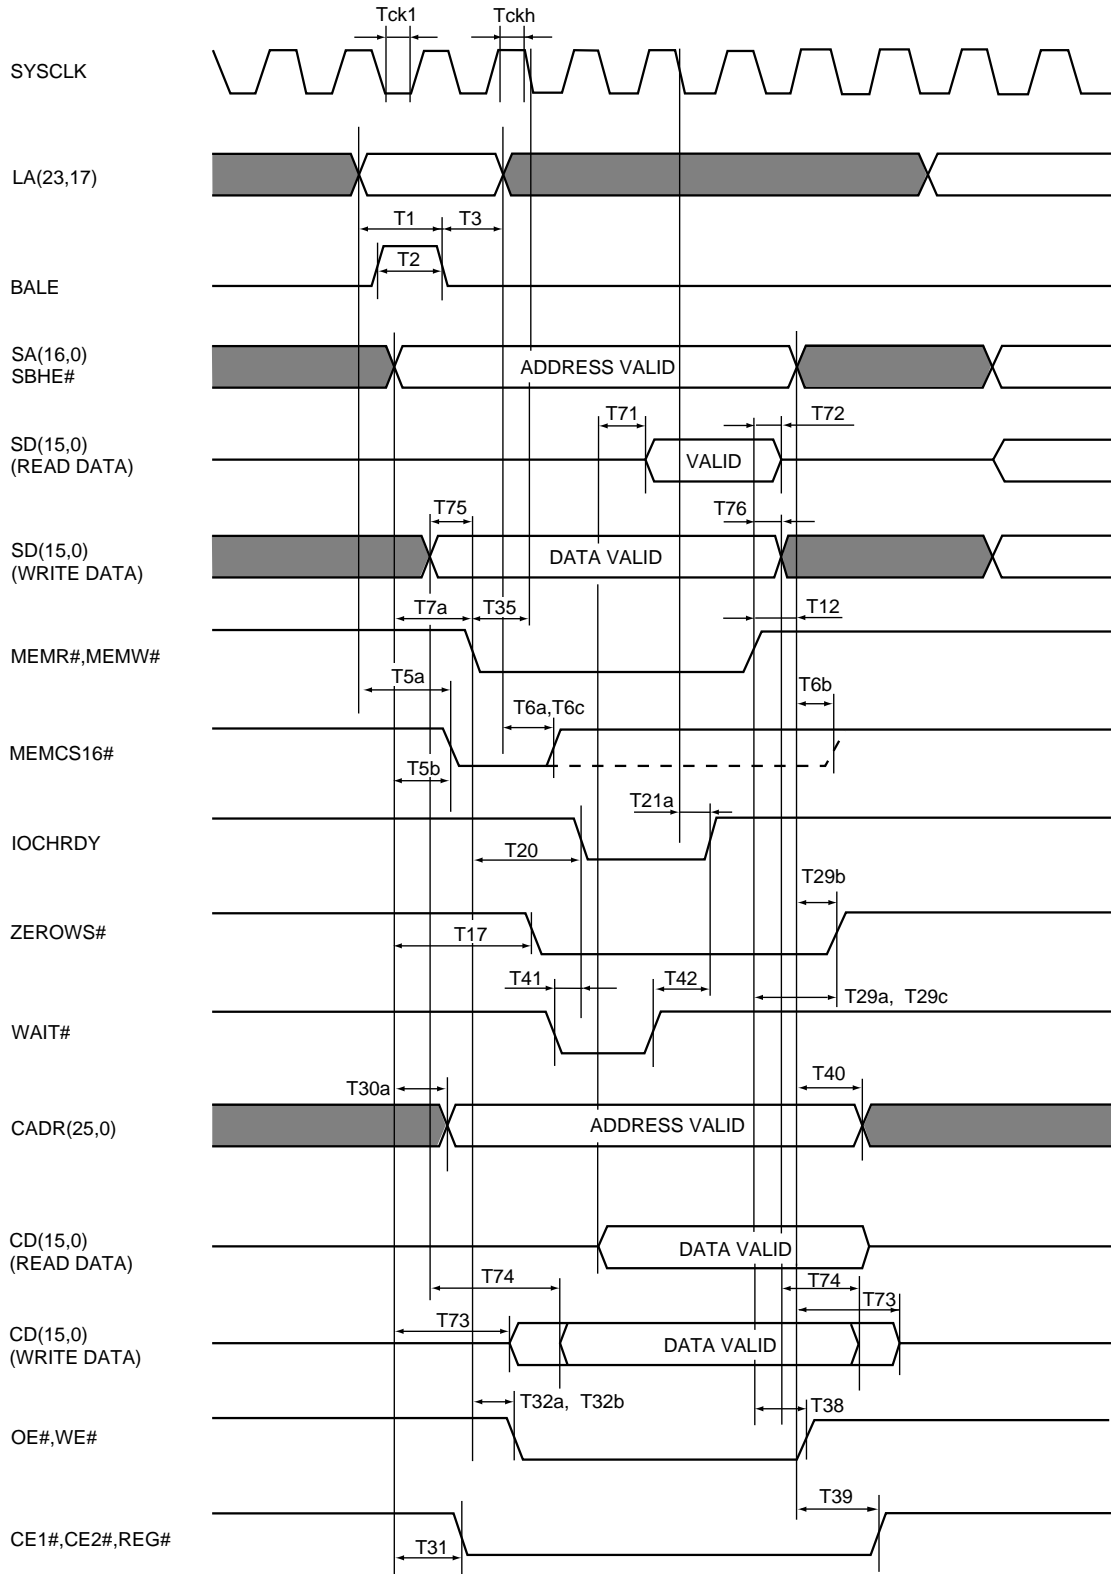 Tck1 Tckh
SYSCLK
LA(23,17)
T1 T3
T2
BALE
SA(16,0)
SBHE#
ADDRESS VALID
T71 T72
SD(15,0)
(READ DATA)
VALID
T75 T76
SD(15,0)
(WRITE DATA)
DATA VALID
T7a T35 T12
MEMR#,MEMW#
T5a T6b
T6a,T6c
MEMCS16#
T5b
T21a
IOCHRDY
T20
T29b
ZEROWS#
T17
T41 T42
T29a, T29c
WAIT#
T30a T40
CADR(25,0)
ADDRESS VALID
CD(15,0)
(READ DATA)
DATA VALID
T74 T74
T73 T73
CD(15,0)
(WRITE DATA)
DATA VALID
T32a, T32b T38
OE#,WE#
T39
CE1#,CE2#,REG#
T31